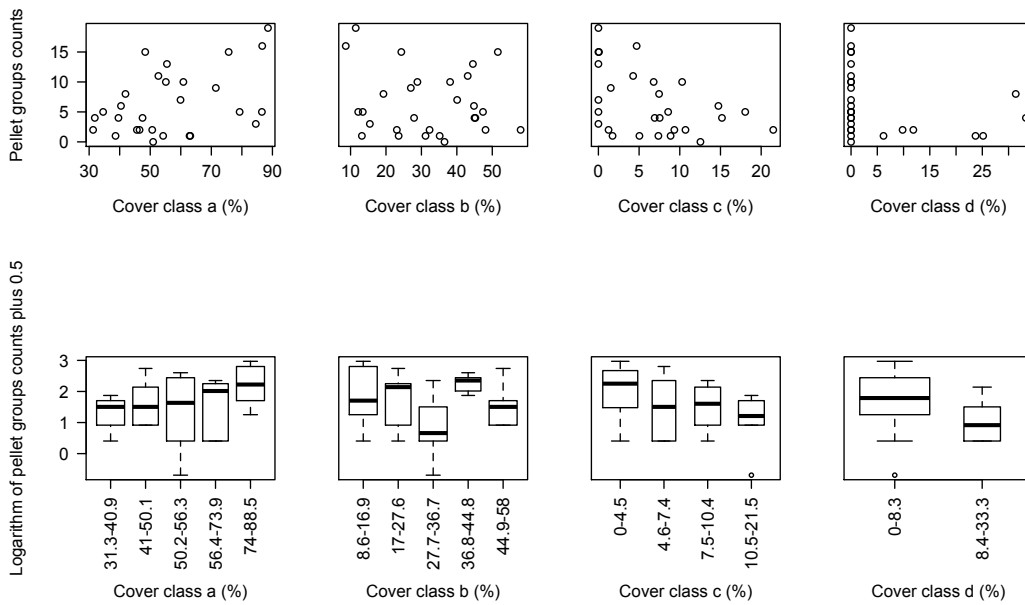 Pellet groups counts
15
10
5
0
30 50 70 90
10 20 30 40 50
0 5 10 15 20
0 5 15 25
Cover class a (%)
Cover class b (%)
Cover class c (%)
Cover class d (%)
Logarithm of pellet groups counts plus 0.5
3
2
1
0
31.3-40.9
41-50.1
50.2-56.3
56.4-73.9
74-88.5
8.6-16.9
17-27.6
27.7-36.7
36.8-44.8
44.9-58
0-4.5
4.6-7.4
7.5-10.4
10.5-21.5
0-8.3
8.4-33.3
Cover class a (%)
Cover class b (%)
Cover class c (%)
Cover class d (%)